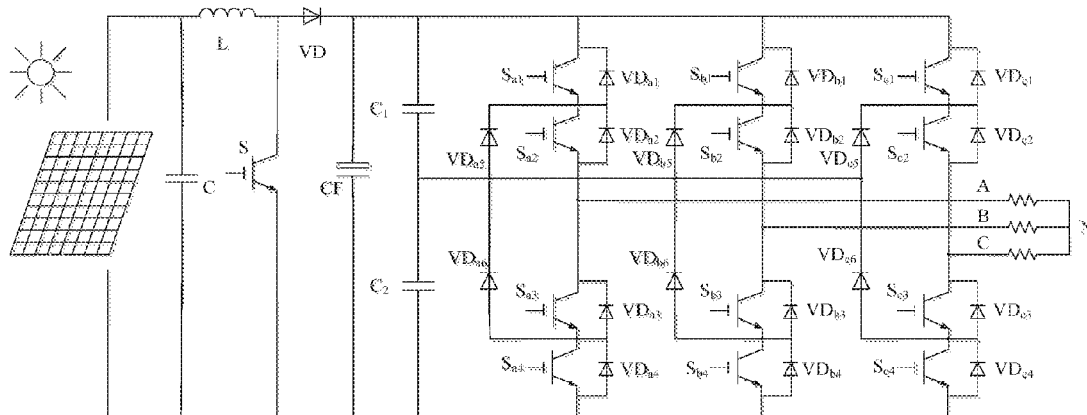 L
VD
S
C
CF
C1
C2
Sa1
VDa1
Sa2
VDa2
VDa5
VDa6
Sa3
VDa3
Sa4
VDa4
Sb1
VDb1
Sb2
VDb2
VDb5
VDb6
Sb3
VDb3
Sb4
VDb4
Sc1
VDc1
Sc2
VDc2
VDc5
VDc6
Sc3
VDc3
Sc4
VDc4
A
B
C
N